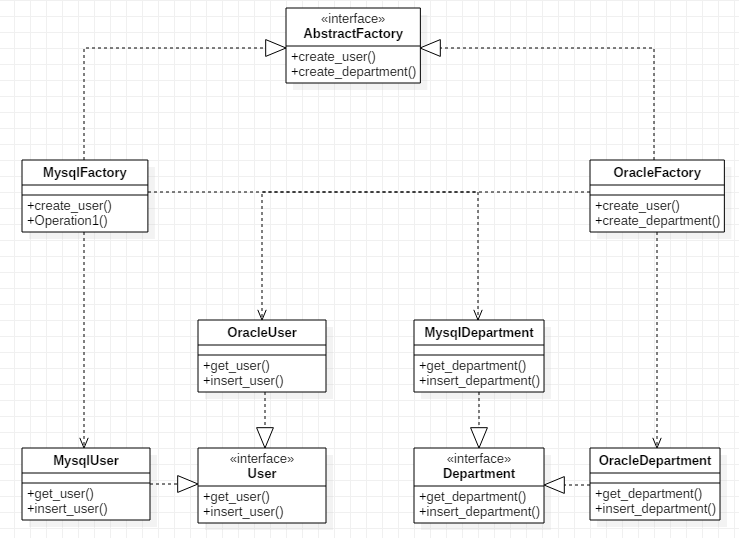 «interface»
AbstractFactory
+create_user()
+create_department()
MysqlFactory
+create_user()
+Operation1()
OracleFactory
+create_user()
+create_department()
OracleUser
+get_user()
+insert_user()
MysqlDepartment
+get_department()
+insert_department()
MysqlUser
+get_user()
+insert_user()
«interface»
User
+get_user()
+insert_user()
«interface»
Department
+get_department()
+insert_department()
OracleDepartment
+get_department()
+insert_department()